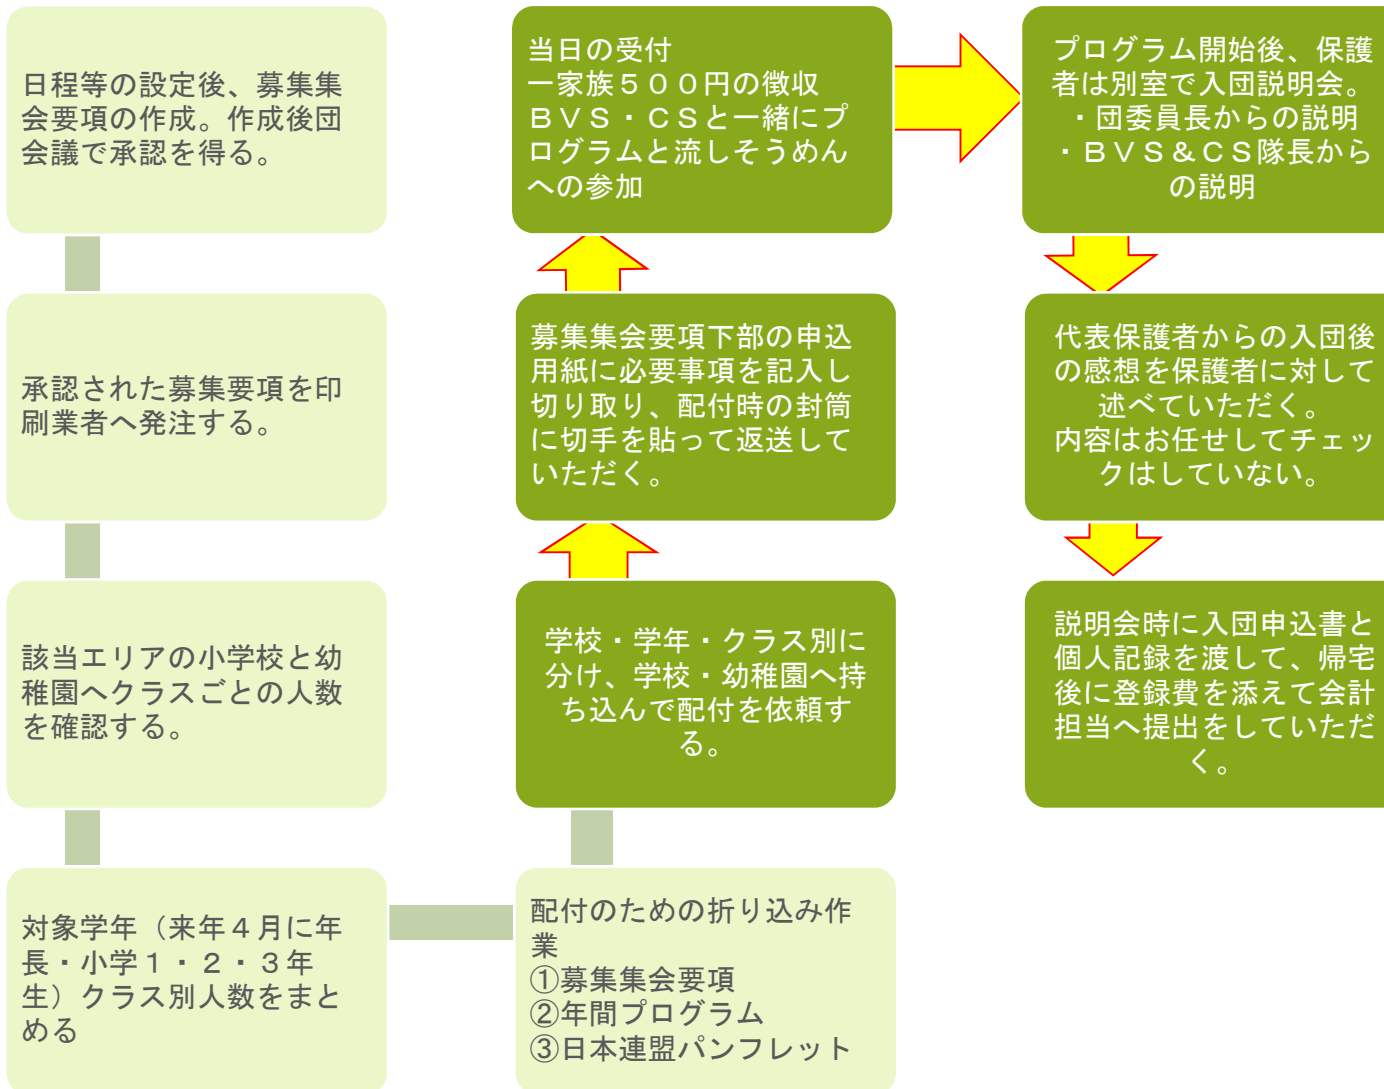 日程等の設定後、募集集
会要項の作成。作成後団
会議で承認を得る。
承認された募集要項を印
刷業者へ発注する。
該当エリアの小学校と幼
稚園へクラスごとの人数
を確認する。
対象学年（来年４月に年
長・小学１・２・３年
生）クラス別人数をまと
める
配付のための折り込み作
業
①募集集会要項
②年間プログラム
③日本連盟パンフレット
学校・学年・クラス別に
分け、学校・幼稚園へ持
ち込んで配付を依頼す
る。
募集集会要項下部の申込
用紙に必要事項を記入し
切り取り、配付時の封筒
に切手を貼って返送して
いただく。
当日の受付
一家族５００円の徴収
ＢＶＳ・ＣＳと一緒にプ
ログラムと流しそうめん
への参加
プログラム開始後、保護
者は別室で入団説明会。
・団委員長からの説明
・ＢＶＳ＆ＣＳ隊長から
の説明
代表保護者からの入団後
の感想を保護者に対して
述べていただく。
内容はお任せしてチェッ
クはしていない。
説明会時に入団申込書と
個人記録を渡して、帰宅
後に登録費を添えて会計
担当へ提出をしていただ
く。